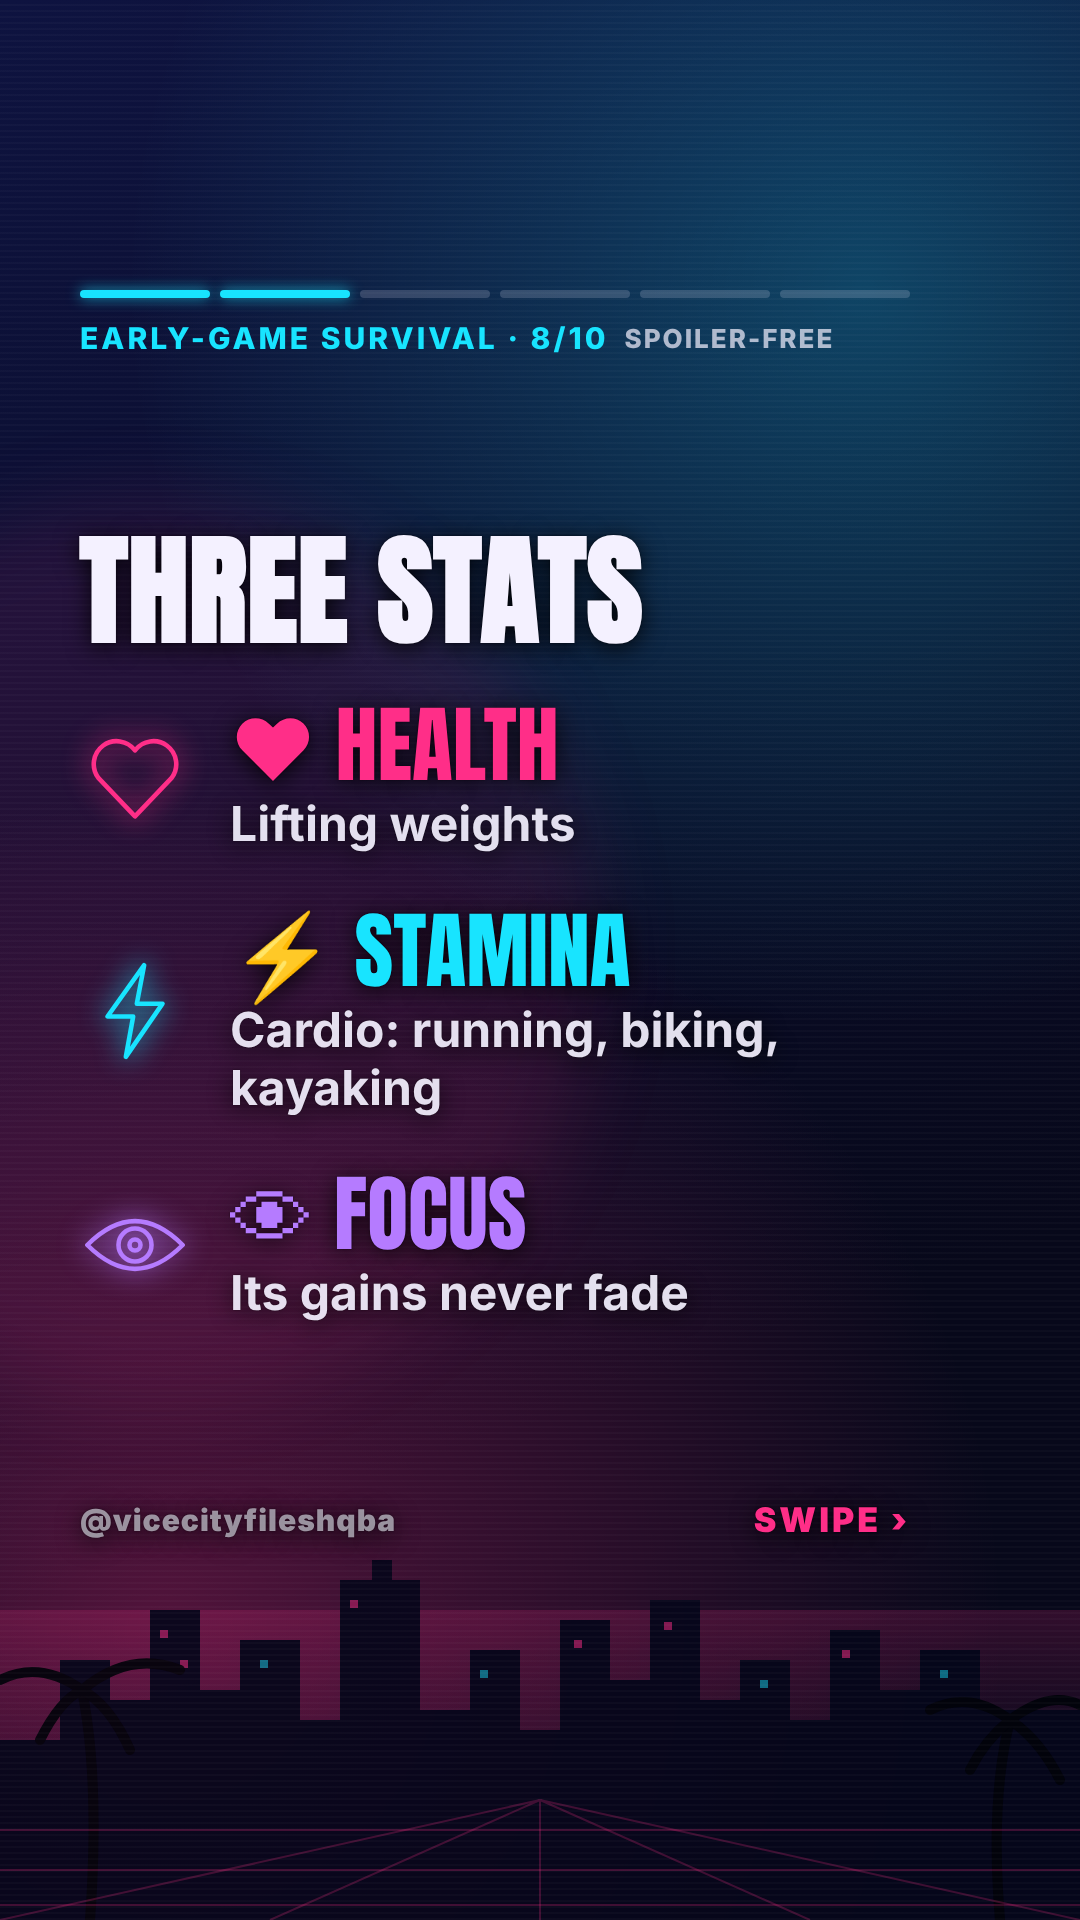 EARLY-GAME SURVIVAL · 8/10 SPOILER-FREE
THREE STATS
♥ HEALTH
Lifting weights
⚡ STAMINA
Cardio: running, biking,
kayaking
👁 FOCUS
Its gains never fade
@vicecityfileshqba
SWIPE ›